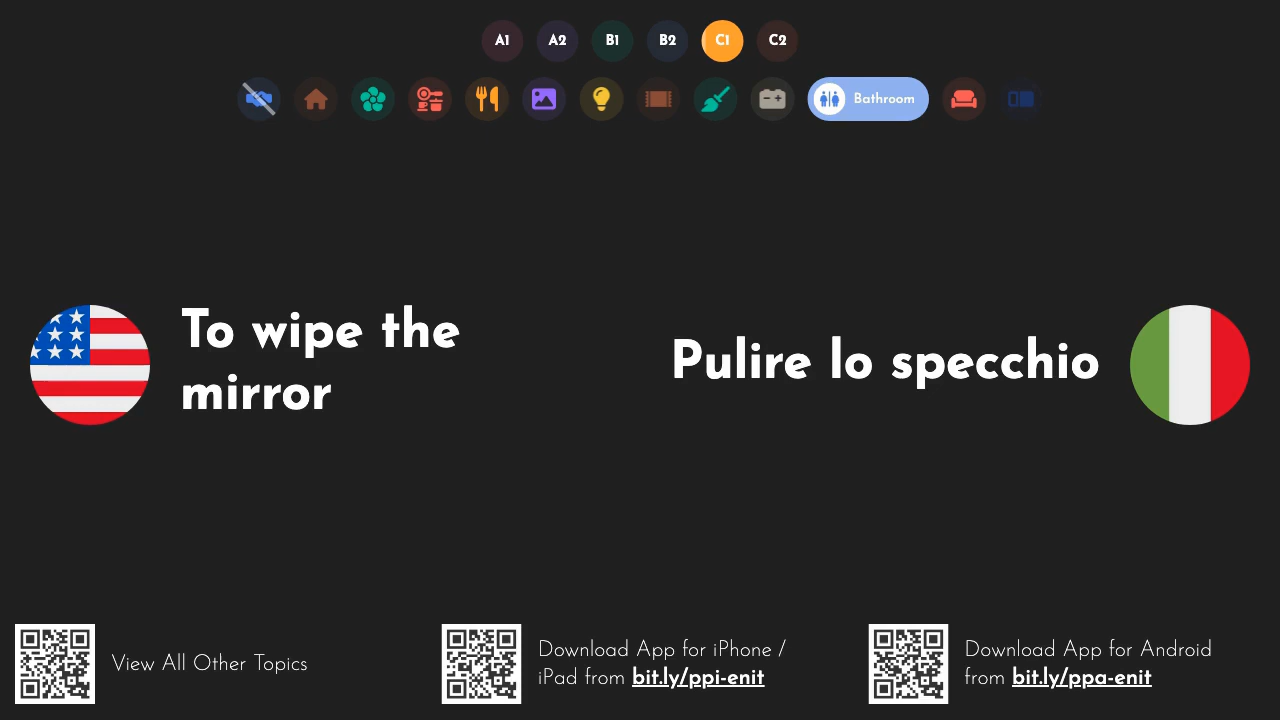 A1 A2 B1 B2 C1 C2
Bathroom
To wipe the
mirror
Pulire lo specchio
View All Other Topics
Download App for iPhone /
iPad from bit.ly/ppi-enit
Download App for Android
from bit.ly/ppa-enit